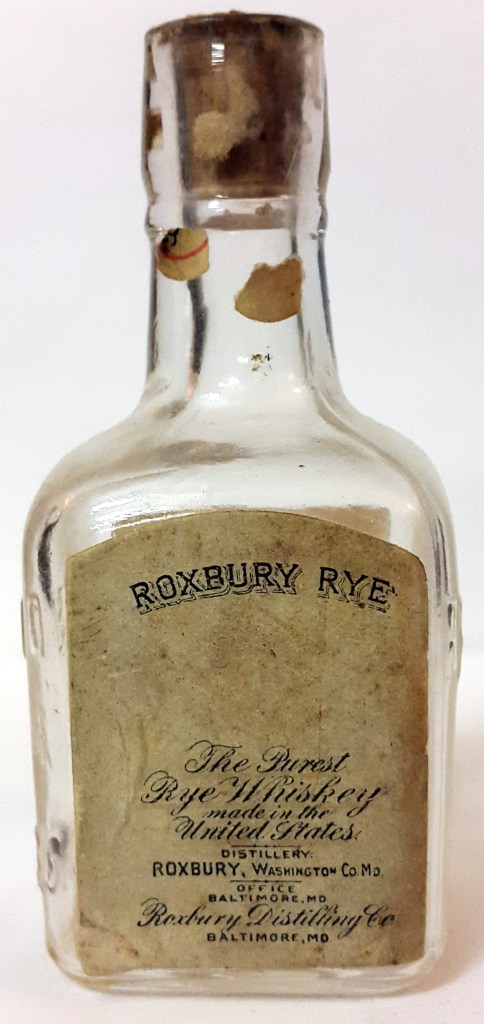 ROXBURY RYE
The Purest
Rye Whiskey
made in the
United States.
DISTILLERY:
ROXBURY, WASHINGTON CO. MD.
OFFICE
BALTIMORE, MD
Roxbury Distilling Co
BALTIMORE, MD.